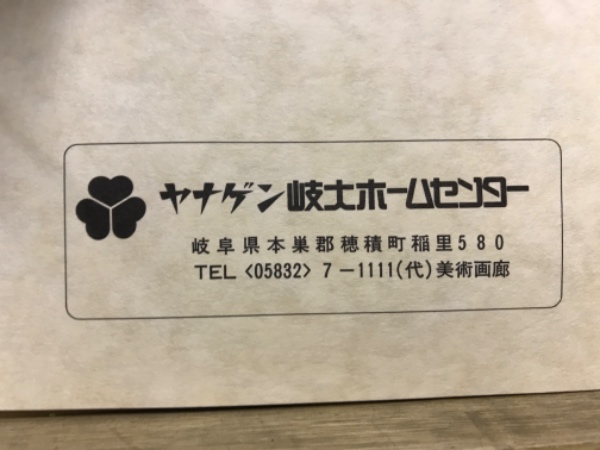 ヤナゲン岐大ホームセンター
岐阜県本巣郡穂積町稲里580
TEL<05832>7-1111(代)美術画廊